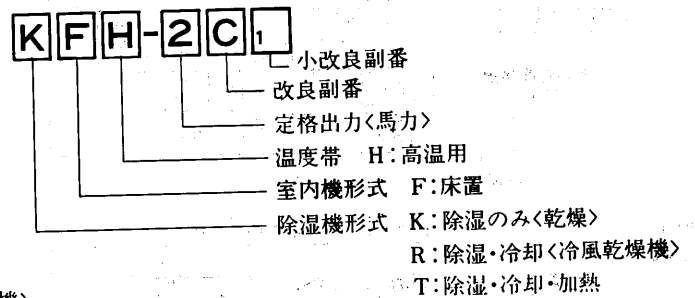 KFH-2C1
小改良副番
改良副番
定格出力<馬力>
温度帯 H:高温用
室内機形式 F:床置
除湿機形式 K:除湿のみ<乾燥>
R:除湿・冷却<冷風乾燥機>
T:除湿・冷却・加熱